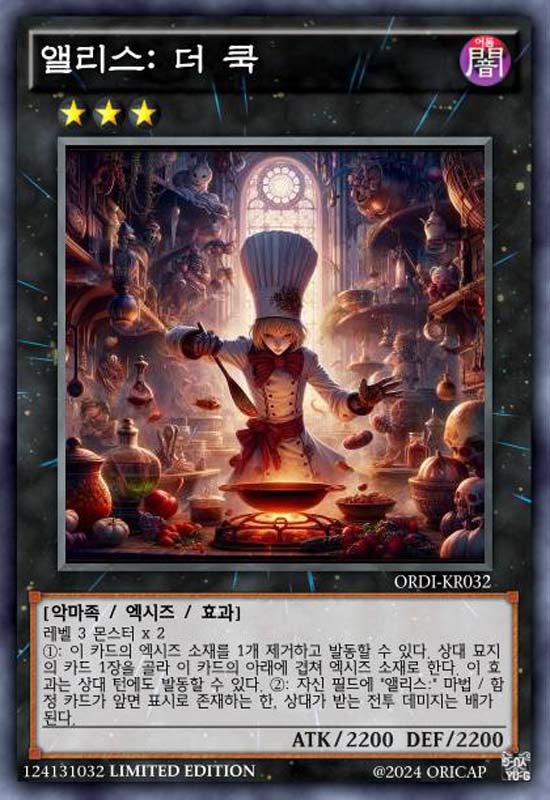 앨리스: 더 쿡
어둠
闇
ORDI-KR032
[악마족 / 엑시즈 / 효과]
레벨 3 몬스터 x 2
①: 이 카드의 엑시즈 소재를 1개 제거하고 발동할 수 있다. 상대 묘지
의 카드 1장을 골라 이 카드의 아래에 겹쳐 엑시즈 소재로 한다. 이 효
과는 상대 턴에도 발동할 수 있다. ②: 자신 필드에 "앨리스:" 마법 / 함
정 카드가 앞면 표시로 존재하는 한, 상대가 받는 전투 데미지는 배가
된다.
ATK/2200 DEF/2200
124131032 LIMITED EDITION
@2024 ORICAP